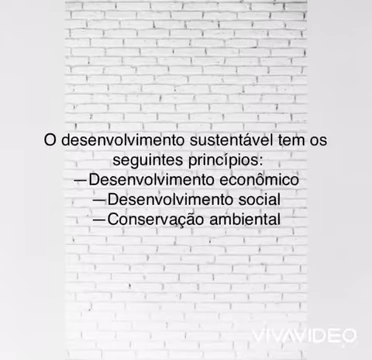 O desenvolvimento sustentável tem os
seguintes princípios:
—Desenvolvimento econômico
—Desenvolvimento social
—Conservação ambiental
VIVAVIDEO